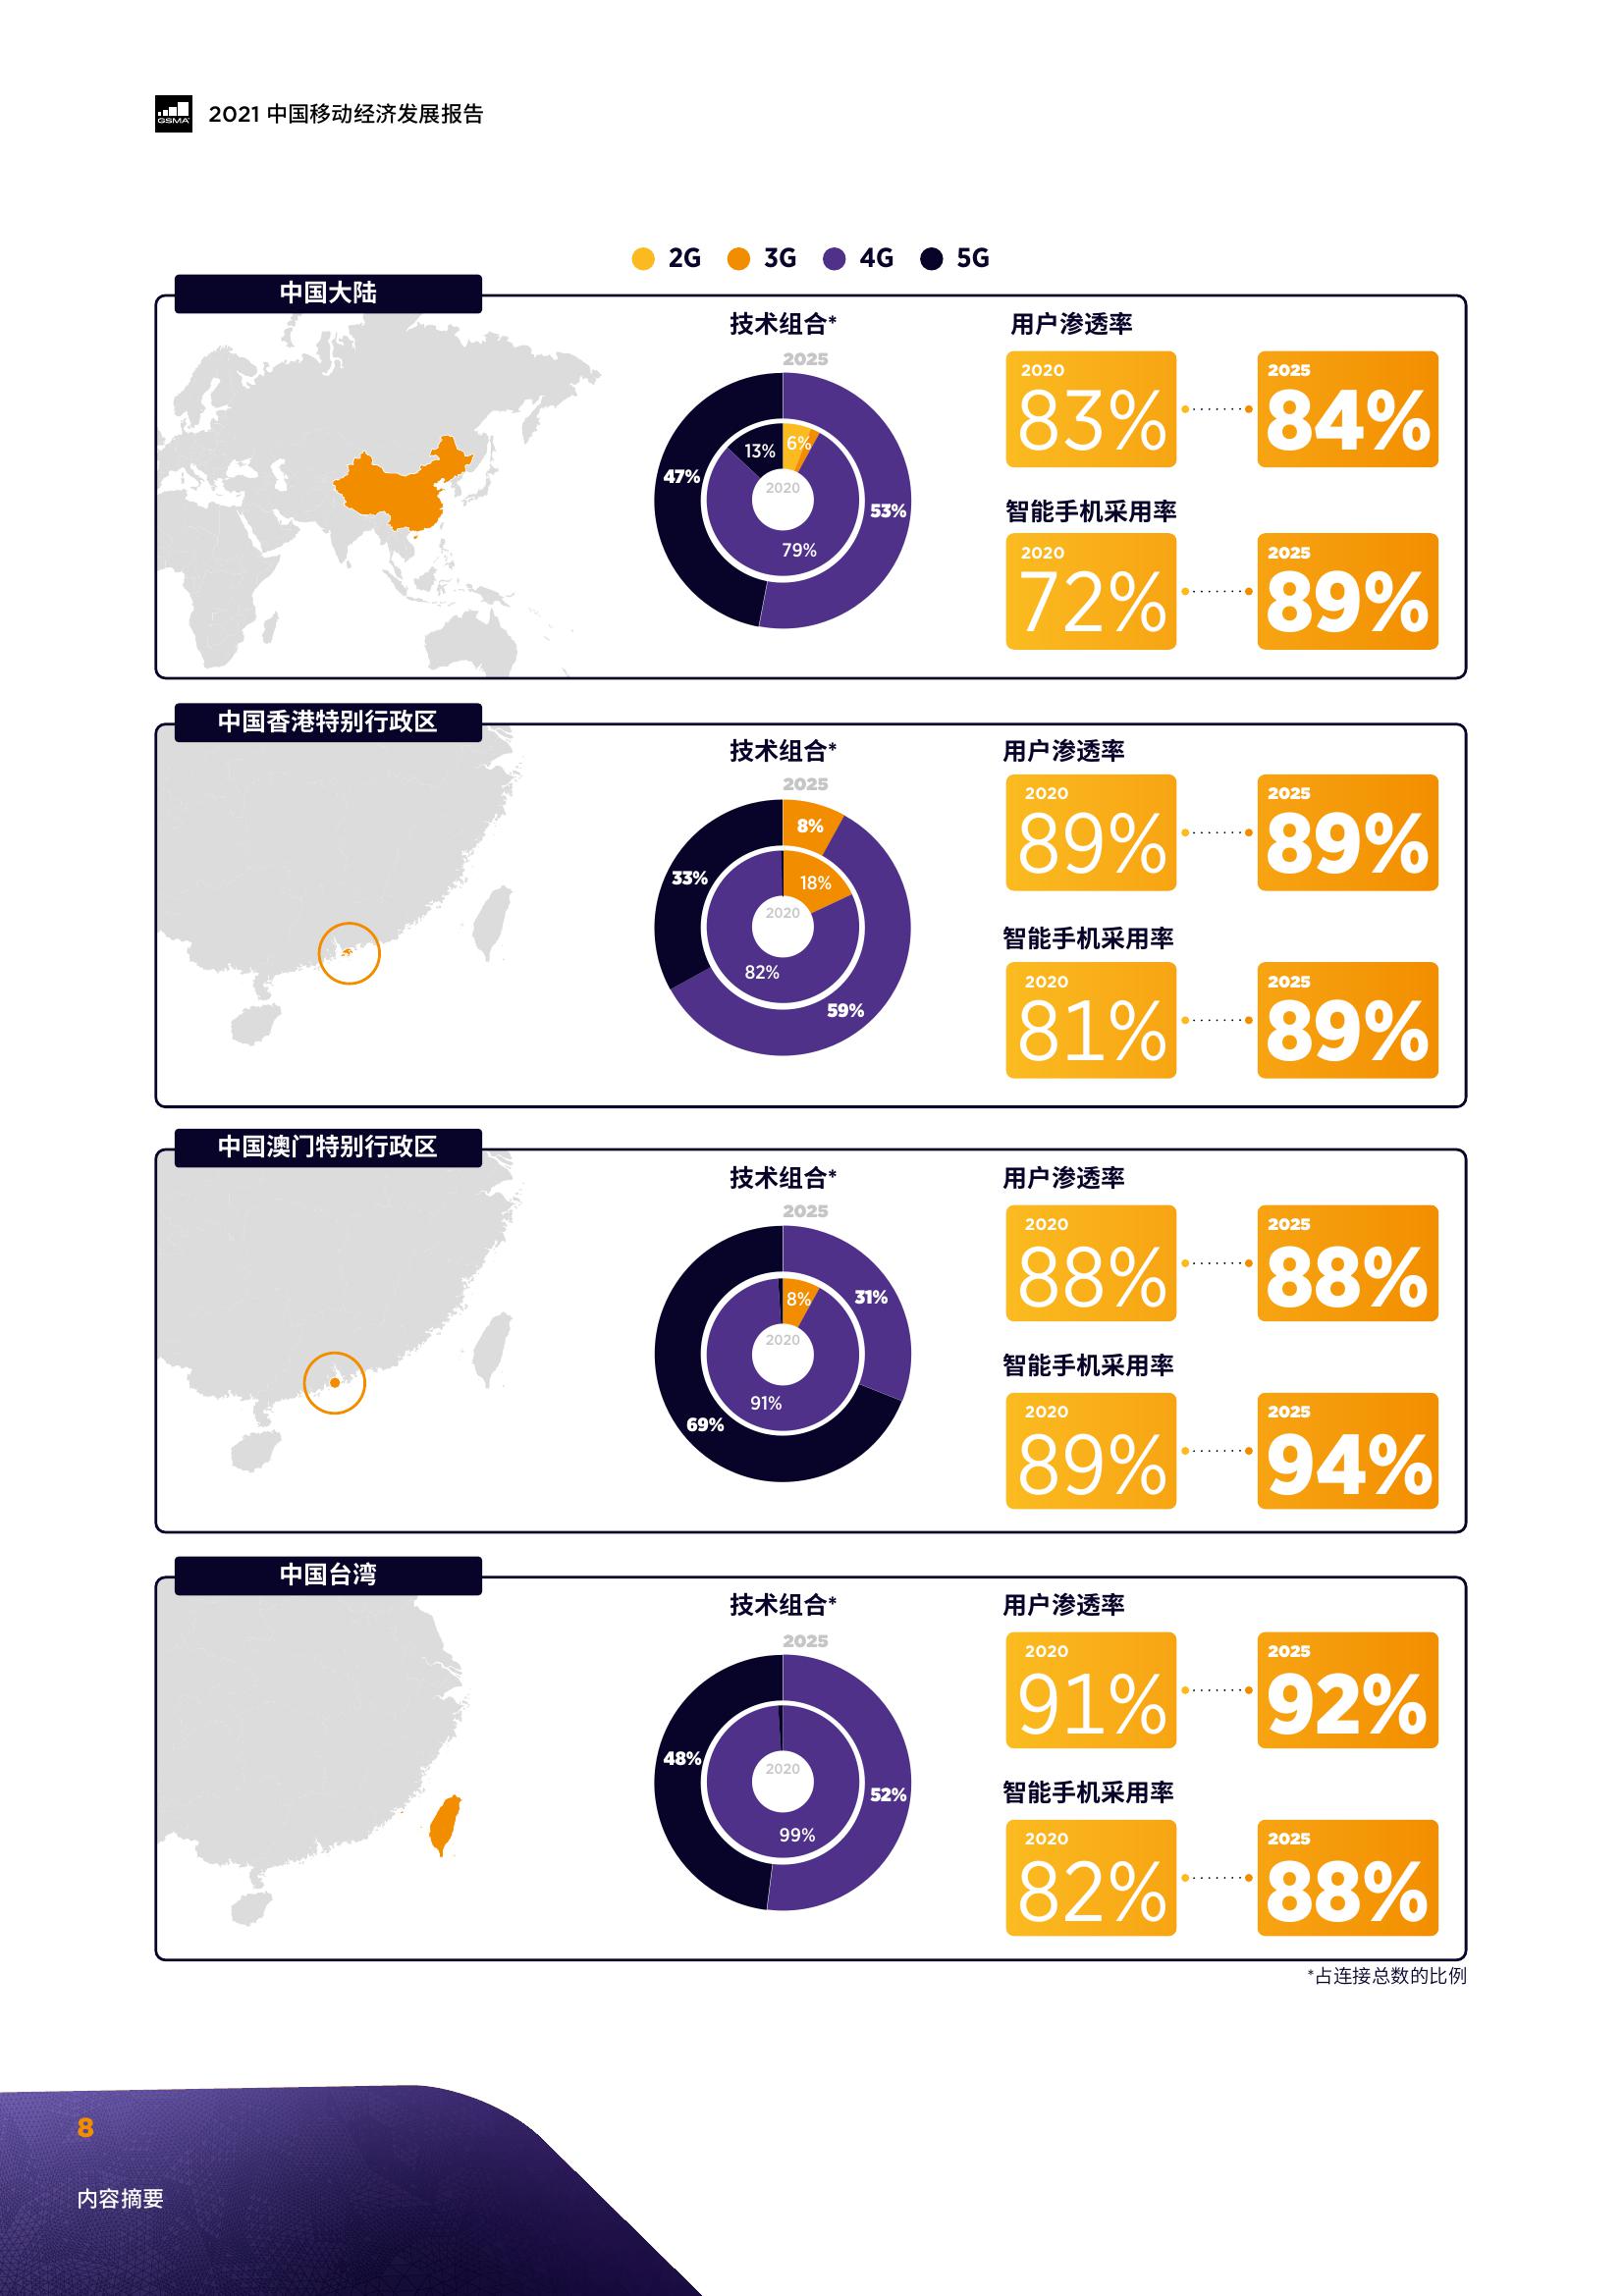 GSMA
2021 中国移动经济发展报告
2G 3G 4G 5G
中国大陆
技术组合*
2025
47%
13%
6%
2020
53%
79%
用户渗透率
2020
83%
2025
84%
智能手机采用率
2020
72%
2025
89%
中国香港特别行政区
技术组合*
2025
8%
33%
18%
2020
82%
59%
用户渗透率
2020
89%
2025
89%
智能手机采用率
2020
81%
2025
89%
中国澳门特别行政区
技术组合*
2025
8%
31%
2020
91%
69%
用户渗透率
2020
88%
2025
88%
智能手机采用率
2020
89%
2025
94%
中国台湾
技术组合*
2025
48%
2020
52%
99%
用户渗透率
2020
91%
2025
92%
智能手机采用率
2020
82%
2025
88%
*占连接总数的比例
8
内容摘要